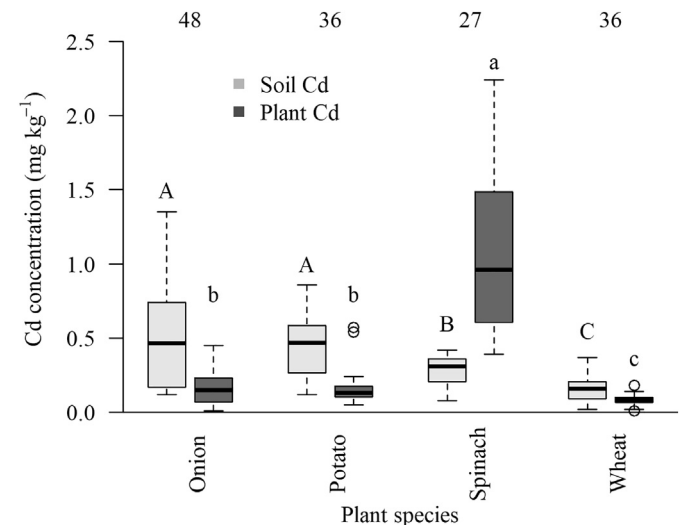 48 36 27 36
2.5
2.0
1.5
1.0
0.5
0.0
Cd concentration (mg kg⁻¹)
Soil Cd
Plant Cd
A
b
A
b
B
a
C
c
Onion
Potato
Spinach
Wheat
Plant species